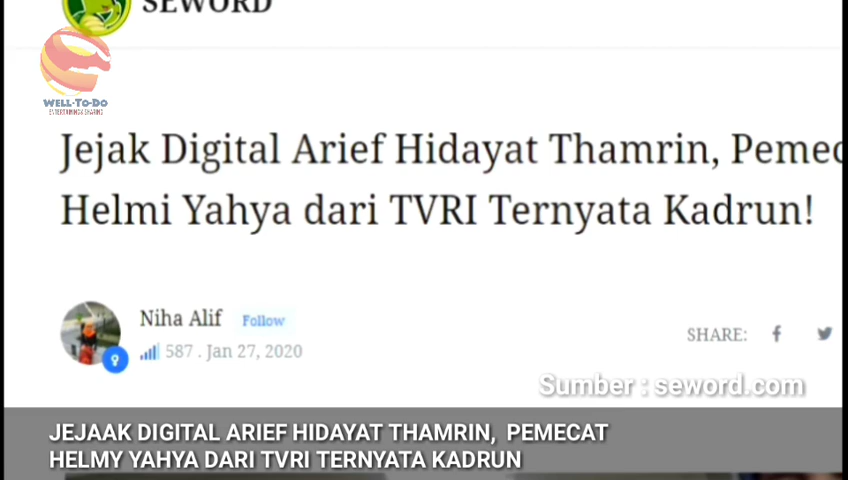 SEWORD
WELL-TO-DO
ENTERTAINING & SHARING
Jejak Digital Arief Hidayat Thamrin, Pemec
Helmi Yahya dari TVRI Ternyata Kadrun!
Niha Alif Follow
587 . Jan 27, 2020
SHARE:
Sumber : seword.com
JEJAAK DIGITAL ARIEF HIDAYAT THAMRIN, PEMECAT
HELMY YAHYA DARI TVRI TERNYATA KADRUN